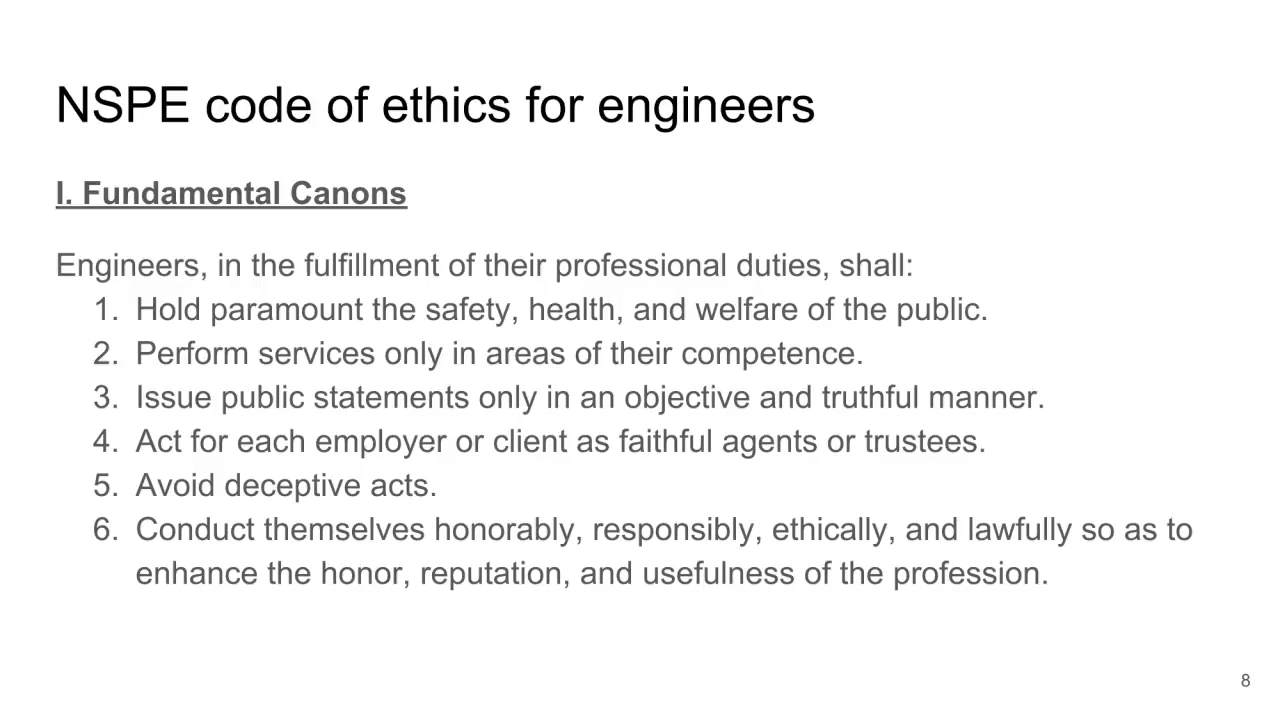 NSPE code of ethics for engineers
I. Fundamental Canons
Engineers, in the fulfillment of their professional duties, shall:
1. Hold paramount the safety, health, and welfare of the public.
2. Perform services only in areas of their competence.
3. Issue public statements only in an objective and truthful manner.
4. Act for each employer or client as faithful agents or trustees.
5. Avoid deceptive acts.
6. Conduct themselves honorably, responsibly, ethically, and lawfully so as to
enhance the honor, reputation, and usefulness of the profession.
8